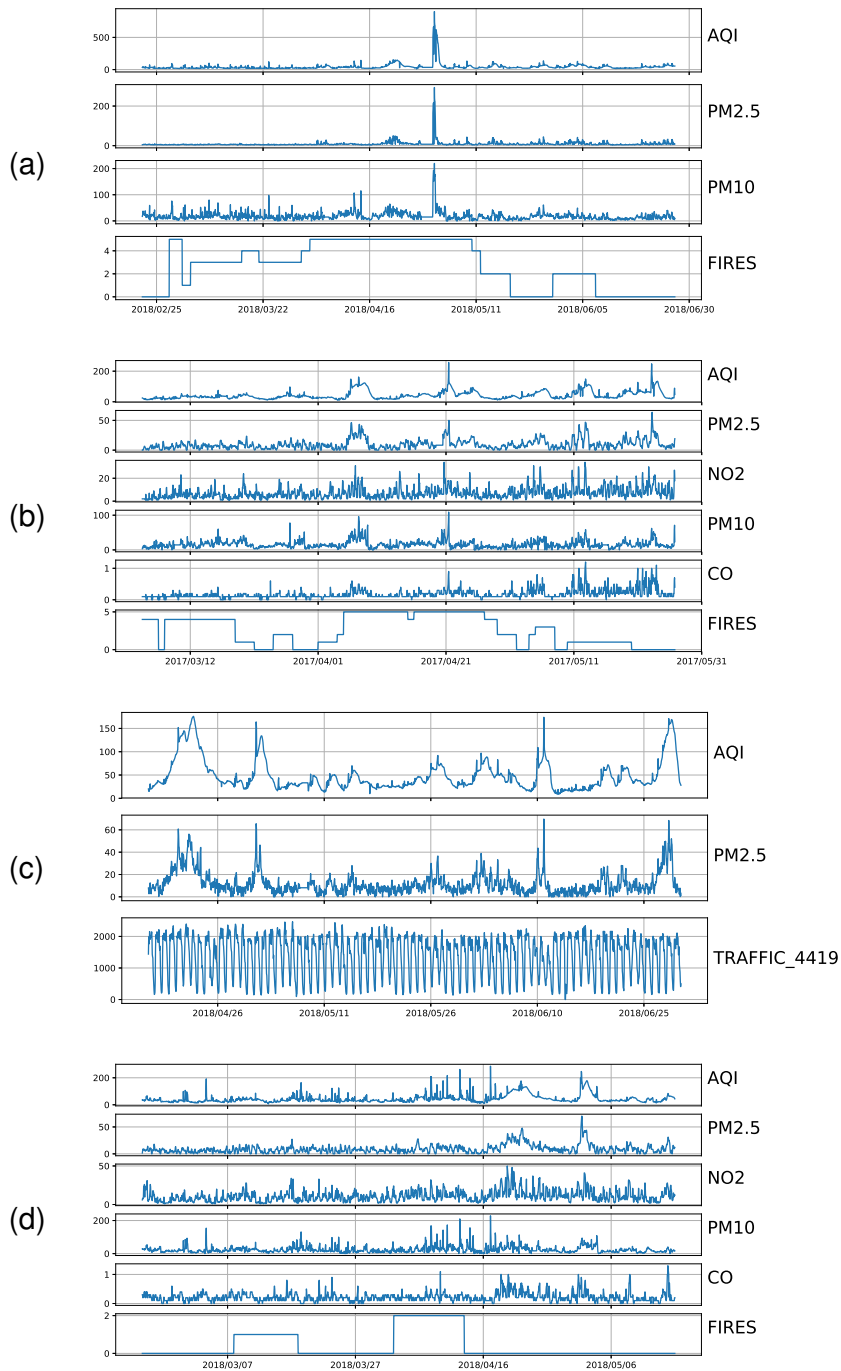 AQI
500
0
PM2.5
200
0
(a)
PM10
200
100
0
FIRES
4
2
0
2018/02/25 2018/03/22 2018/04/16 2018/05/11 2018/06/05 2018/06/30
AQI
200
0
PM2.5
50
0
NO2
20
0
(b)
PM10
100
0
CO
1
0
FIRES
5
0
2017/03/12 2017/04/01 2017/04/21 2017/05/11 2017/05/31
AQI
150
100
50
0
PM2.5
60
40
20
0
(c)
TRAFFIC_4419
2000
1000
0
2018/04/26 2018/05/11 2018/05/26 2018/06/10 2018/06/25
AQI
200
0
PM2.5
50
0
NO2
50
0
(d)
PM10
200
0
CO
1
0
FIRES
2
0
2018/03/07 2018/03/27 2018/04/16 2018/05/06